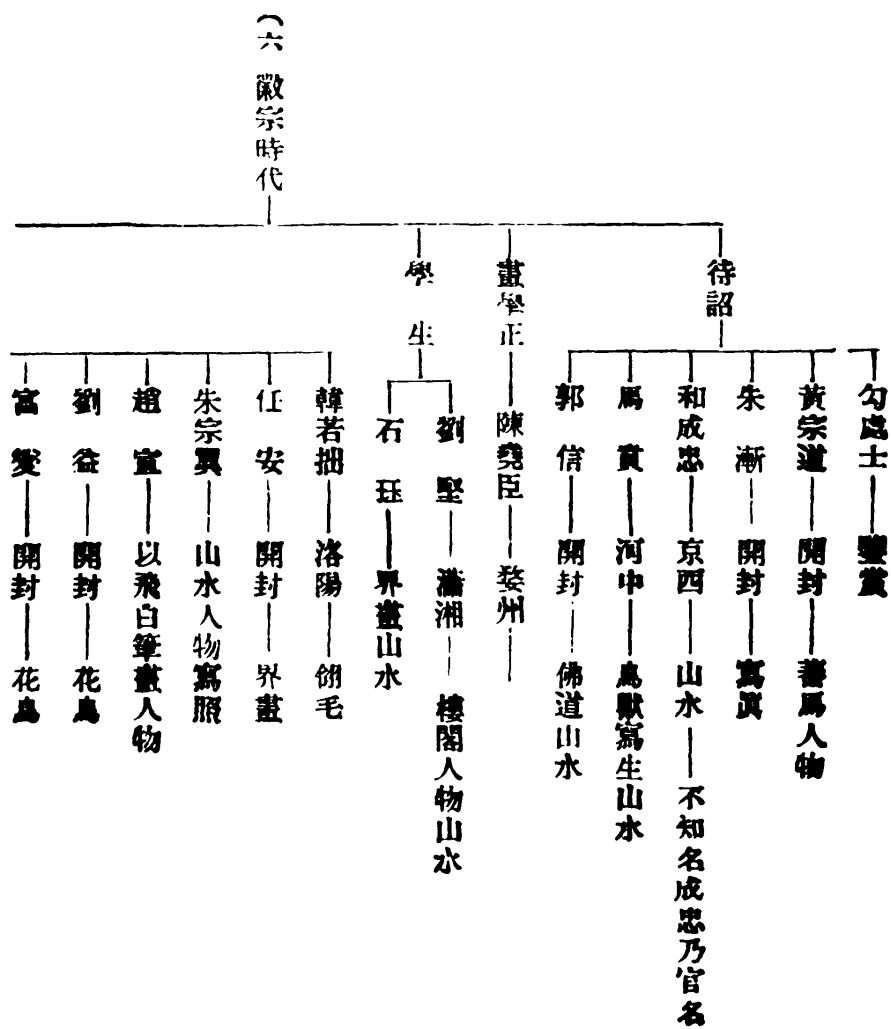 (六 徽宗時代
待詔
勾處士 鑒賞
黃宗道 開封 蕃馬人物
朱漸 開封 寫眞
和成忠 京西 山水 不知名成忠乃官名
馬賁 河中 鳥獸寫生山水
郭信 開封 佛道山水
畫學正 陳堯臣 婺州
學生
劉堅 瀟湘 樓閣人物山水
石珏 界畫山水
韓若拙 洛陽 翎毛
任安 開封 界畫
朱宗翼 山水人物寫照
趙宣 以飛白筆畫人物
劉益 開封 花鳥
富燮 開封 花鳥